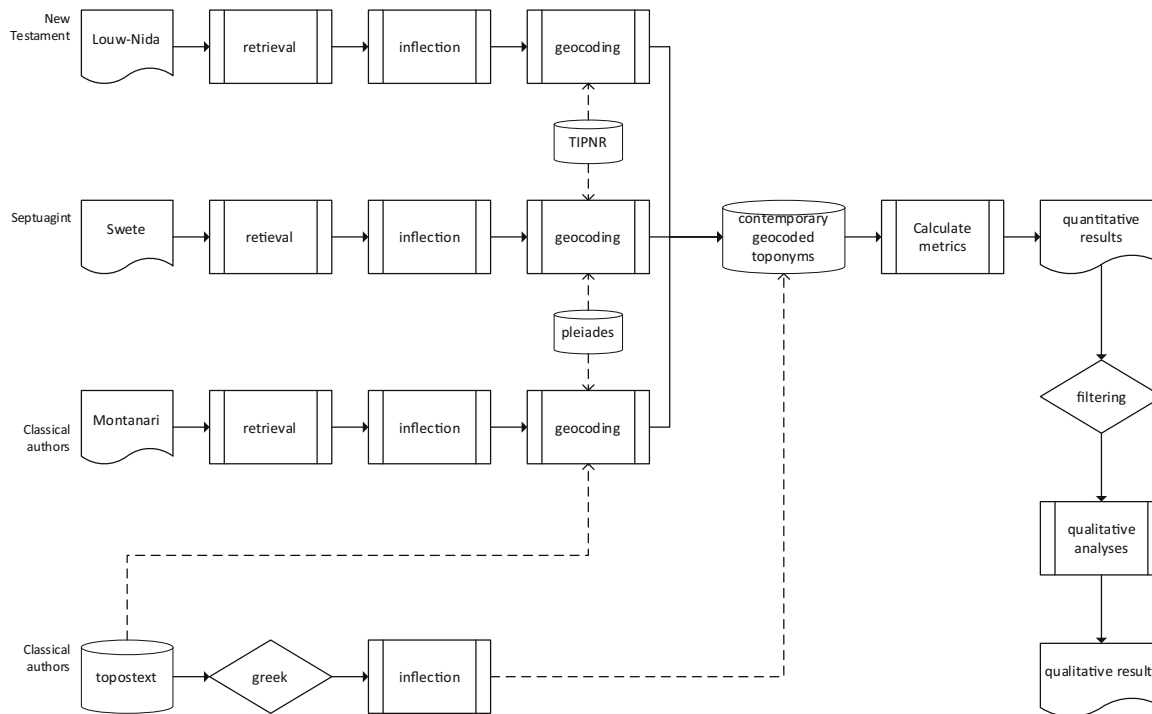 New
Testament
Louw-Nida
retrieval
inflection
geocoding
TIPNR
Septuagint
Swete
retieval
inflection
geocoding
contemporary
geocoded
toponyms
Calculate
metrics
quantitative
results
pleiades
filtering
Classical
authors
Montanari
retrieval
inflection
geocoding
qualitative
analyses
Classical
authors
topostext
greek
inflection
qualitative result